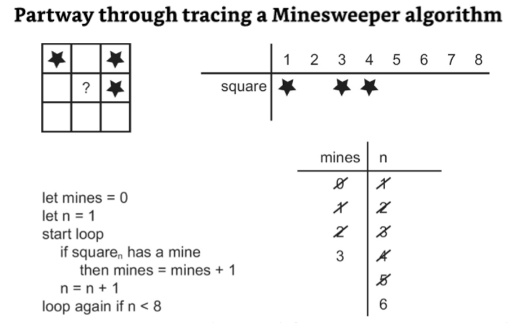 Partway through tracing a Minesweeper algorithm
?
1 2 3 4 5 6 7 8
square
mines n
0 1
1 2
2 3
3 4
5
6
let mines = 0
let n = 1
start loop
if squareₙ has a mine
then mines = mines + 1
n = n + 1
loop again if n < 8